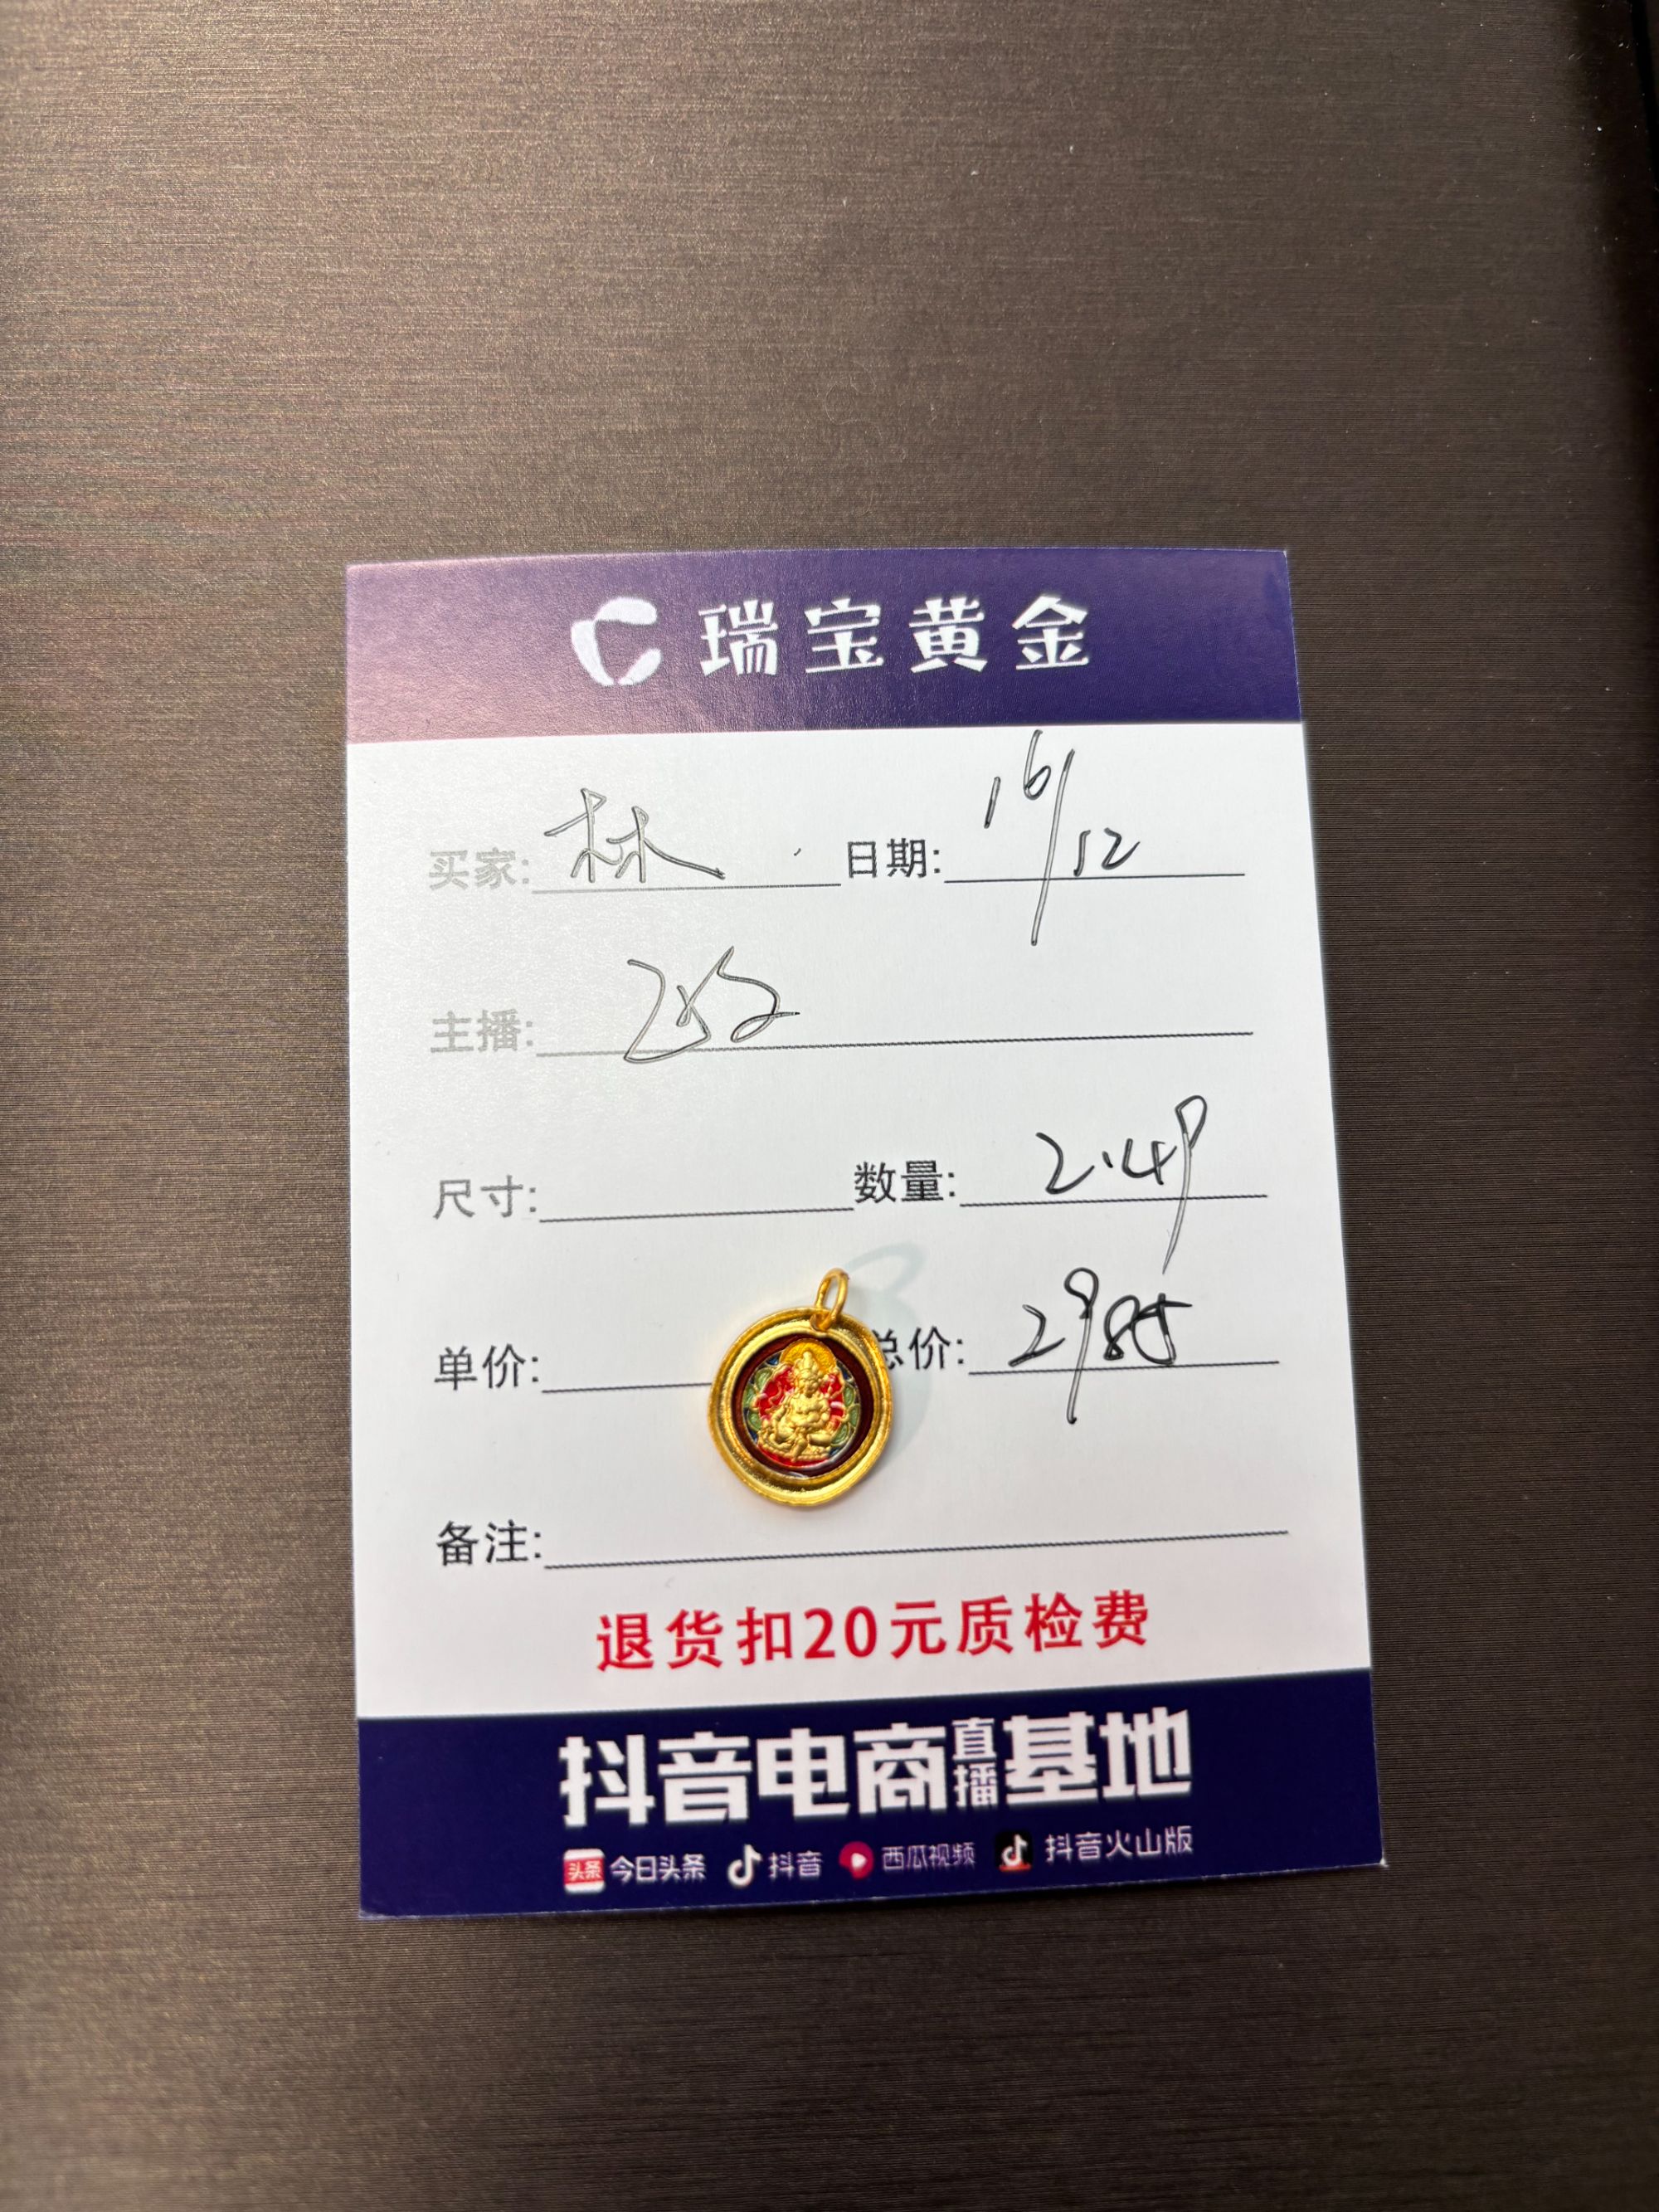 瑞宝黄金
买家: 林 日期: 16/12
主播:
尺寸: 数量: 2.49
单价: 总价: 2985
备注:
退货扣20元质检费
抖音电商直播基地
头条 今日头条 抖音 西瓜视频 抖音火山版